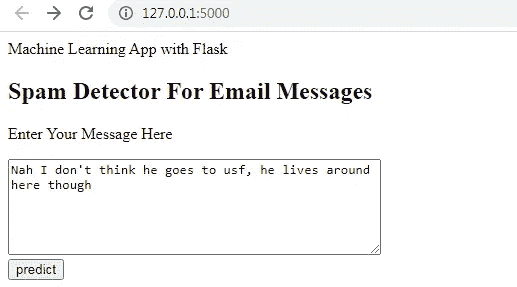 127.0.0.1:5000
Machine Learning App with Flask
Spam Detector For Email Messages
Enter Your Message Here
Nah I don't think he goes to usf, he lives around
here though
predict